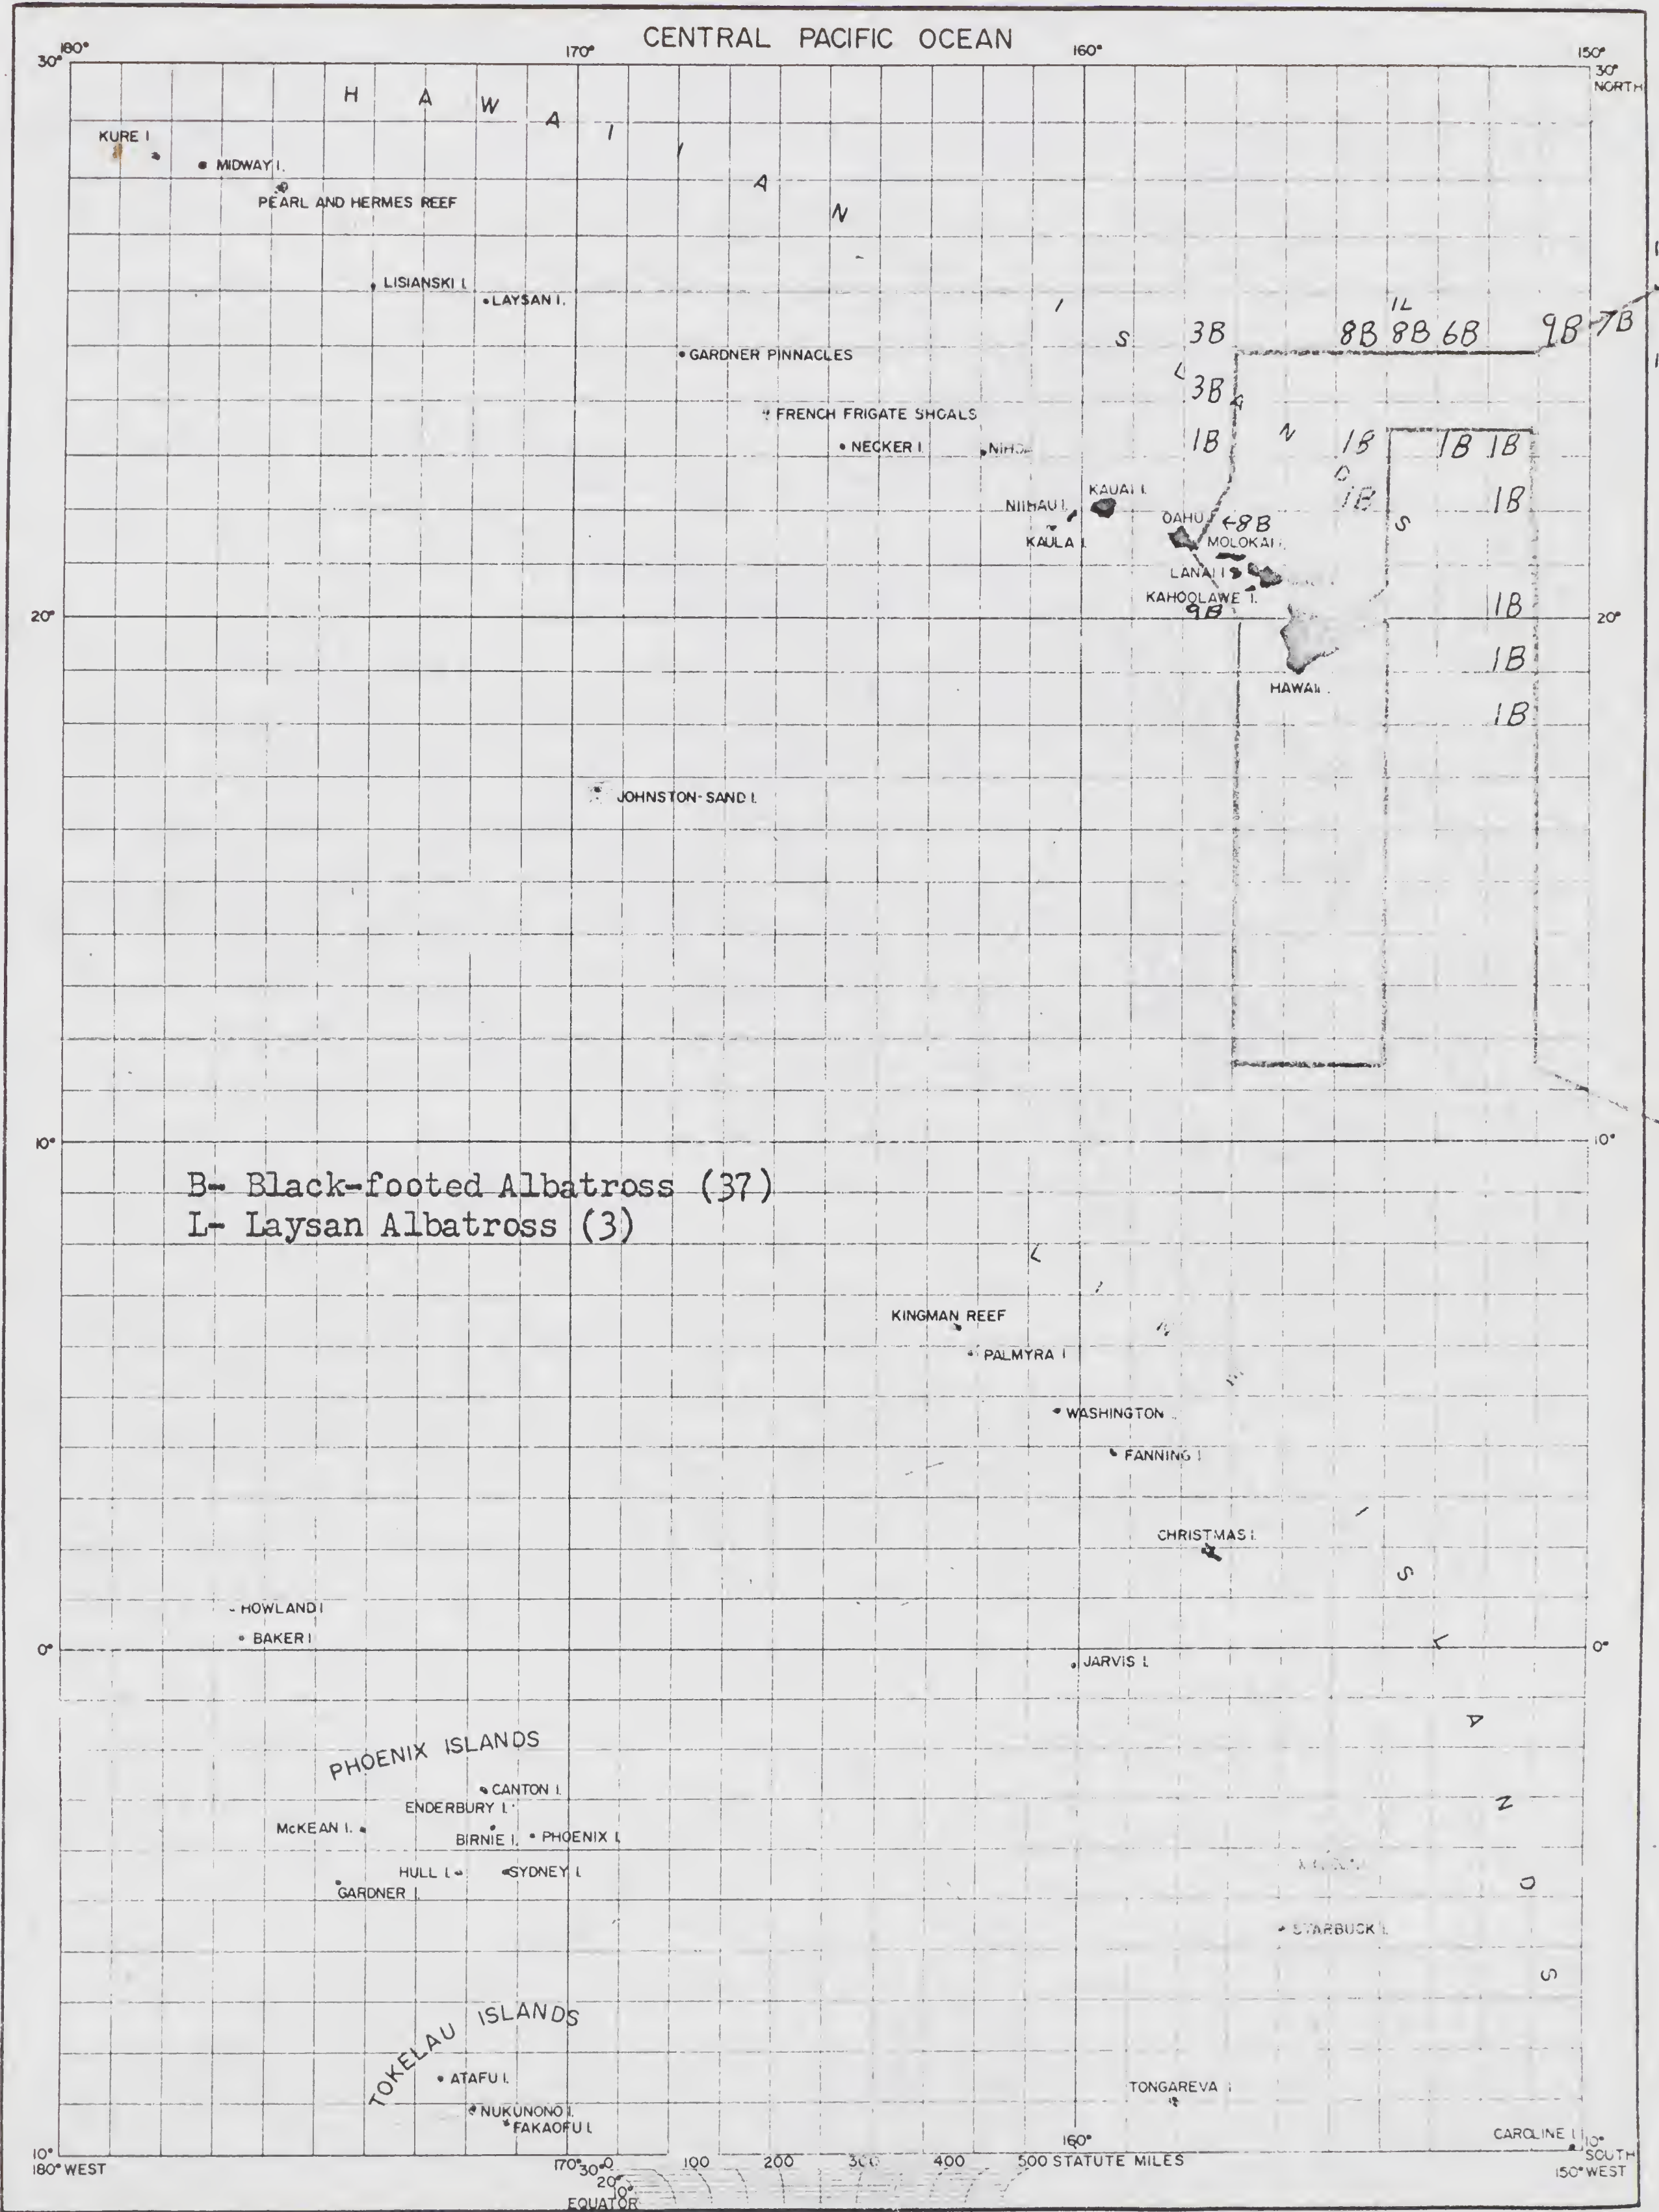 CENTRAL PACIFIC OCEAN
180° 170° 160° 150°
30° 30°
NORTH
H A W A I I A N
KURE I
MIDWAY I.
PEARL AND HERMES REEF
LISIANSKI I.
LAYSAN I.
I S L A N D S
1L
3B 8B 8B 6B 9B 7B
GARDNER PINNACLES
3B
FRENCH FRIGATE SHOALS
1B 1B 1B 1B
NECKER I.
KAUAI I.
1B 1B
NIIHAU I.
OAHU ←8B
KAULA I.
MOLOKAI I.
LANAI I
KAHOOLAWE I.
9B 1B
20° 20°
1B
HAWAII
1B
JOHNSTON-SAND I.
10° 10°
B- Black-footed Albatross (37)
L- Laysan Albatross (3)
L I N E
KINGMAN REEF
PALMYRA I
WASHINGTON
FANNING I
I S L A N D S
CHRISTMAS I.
HOWLAND I
BAKER I
0° 0°
JARVIS I.
PHOENIX ISLANDS
CANTON I.
ENDERBURY I.
McKEAN I.
BIRNIE I.
PHOENIX I.
HULL I.
SYDNEY I.
GARDNER I.
STARBUCK I.
TOKELAU ISLANDS
ATAFU I.
TONGAREVA I
NUKUNONO I.
FAKAOFU I.
CAROLINE I.
160°
10° 10°
SOUTH
180° WEST 170° 150° WEST
30° 0 100 200 300 400 500 STATUTE MILES
20°
10°
EQUATOR